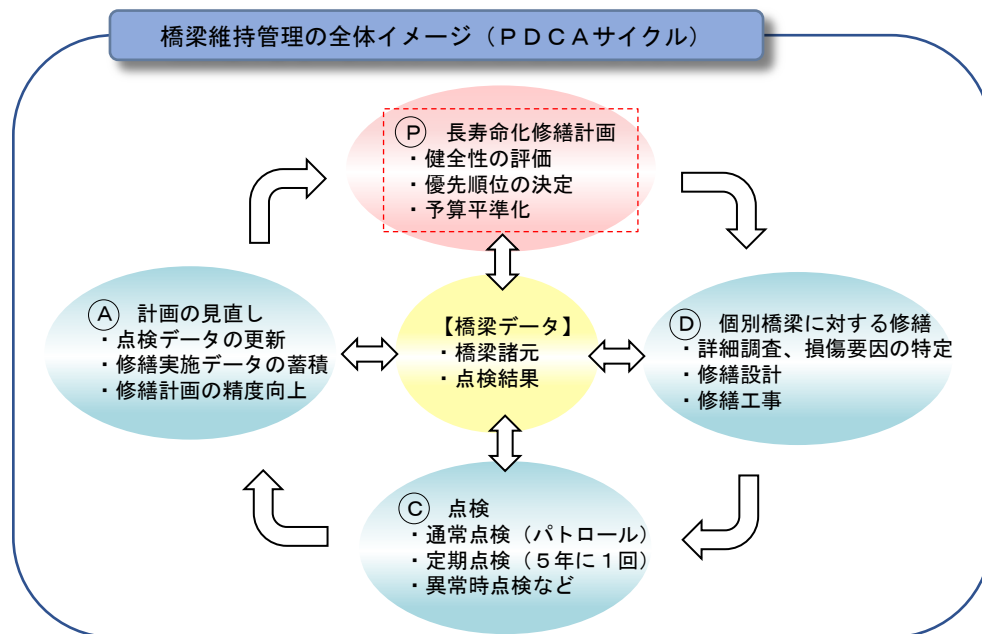 橋梁維持管理の全体イメージ（ＰＤＣＡサイクル）
Ⓟ 長寿命化修繕計画
・健全性の評価
・優先順位の決定
・予算平準化
Ⓐ 計画の見直し
・点検データの更新
・修繕実施データの蓄積
・修繕計画の精度向上
【橋梁データ】
・橋梁諸元
・点検結果
Ⓓ 個別橋梁に対する修繕
・詳細調査、損傷要因の特定
・修繕設計
・修繕工事
Ⓒ 点検
・通常点検（パトロール）
・定期点検（５年に１回）
・異常時点検など